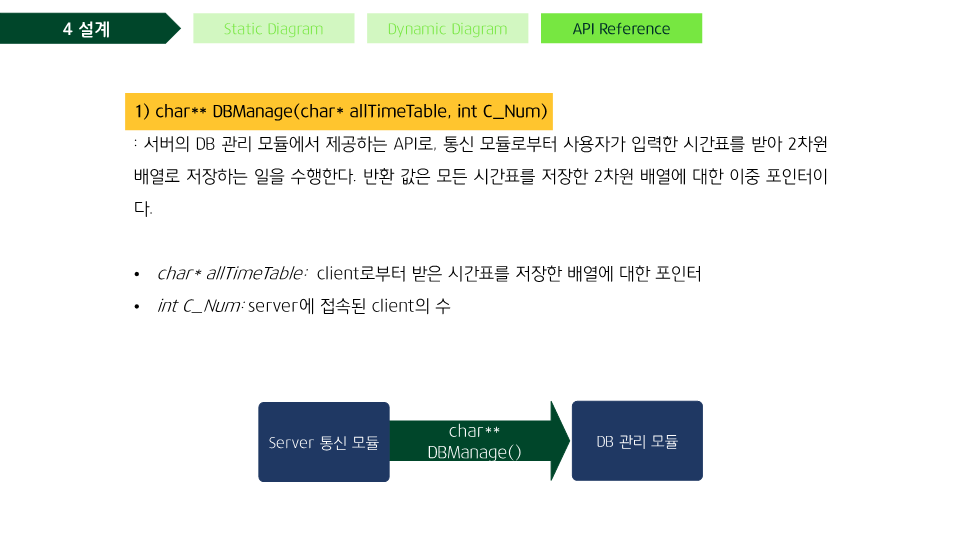 4 설계
Static Diagram
Dynamic Diagram
API Reference
1) char** DBManage(char* allTimeTable, int C_Num)
: 서버의 DB 관리 모듈에서 제공하는 API로, 통신 모듈로부터 사용자가 입력한 시간표를 받아 2차원
배열로 저장하는 일을 수행한다. 반환 값은 모든 시간표를 저장한 2차원 배열에 대한 이중 포인터이
다.
• char* allTimeTable: client로부터 받은 시간표를 저장한 배열에 대한 포인터
• int C_Num: server에 접속된 client의 수
Server 통신 모듈
char**
DBManage()
DB 관리 모듈